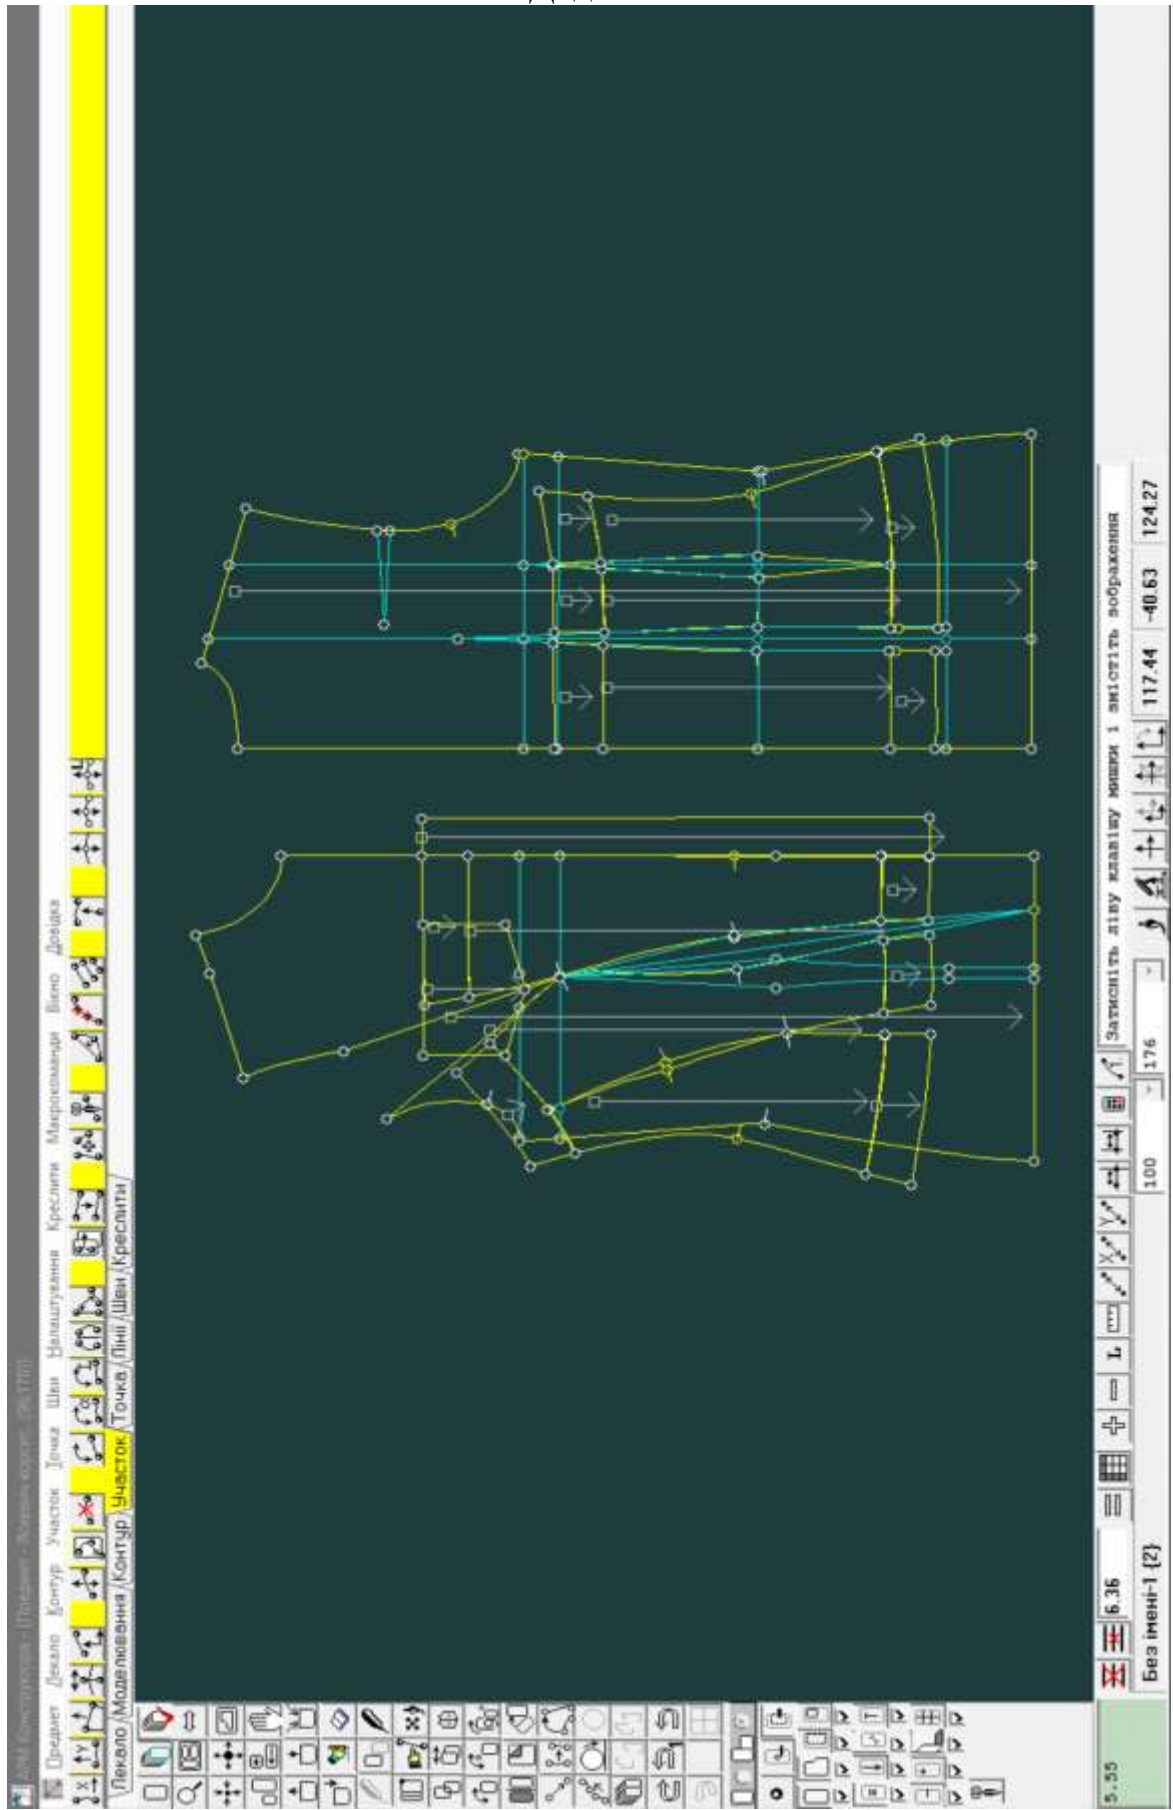 Предмет Лекало Контур Участок Точка Шви Налаштування Креслити Макрокоманди Вікно Довідка
Лекало Моделювання Контур Участок Точка Лінії Шви Креслити
5.55
6.36
L
Затисніть ліву клавішу мишки і змістіть зображення
Без імені-1 {2}
100
176
117.44
-40.63
124.27